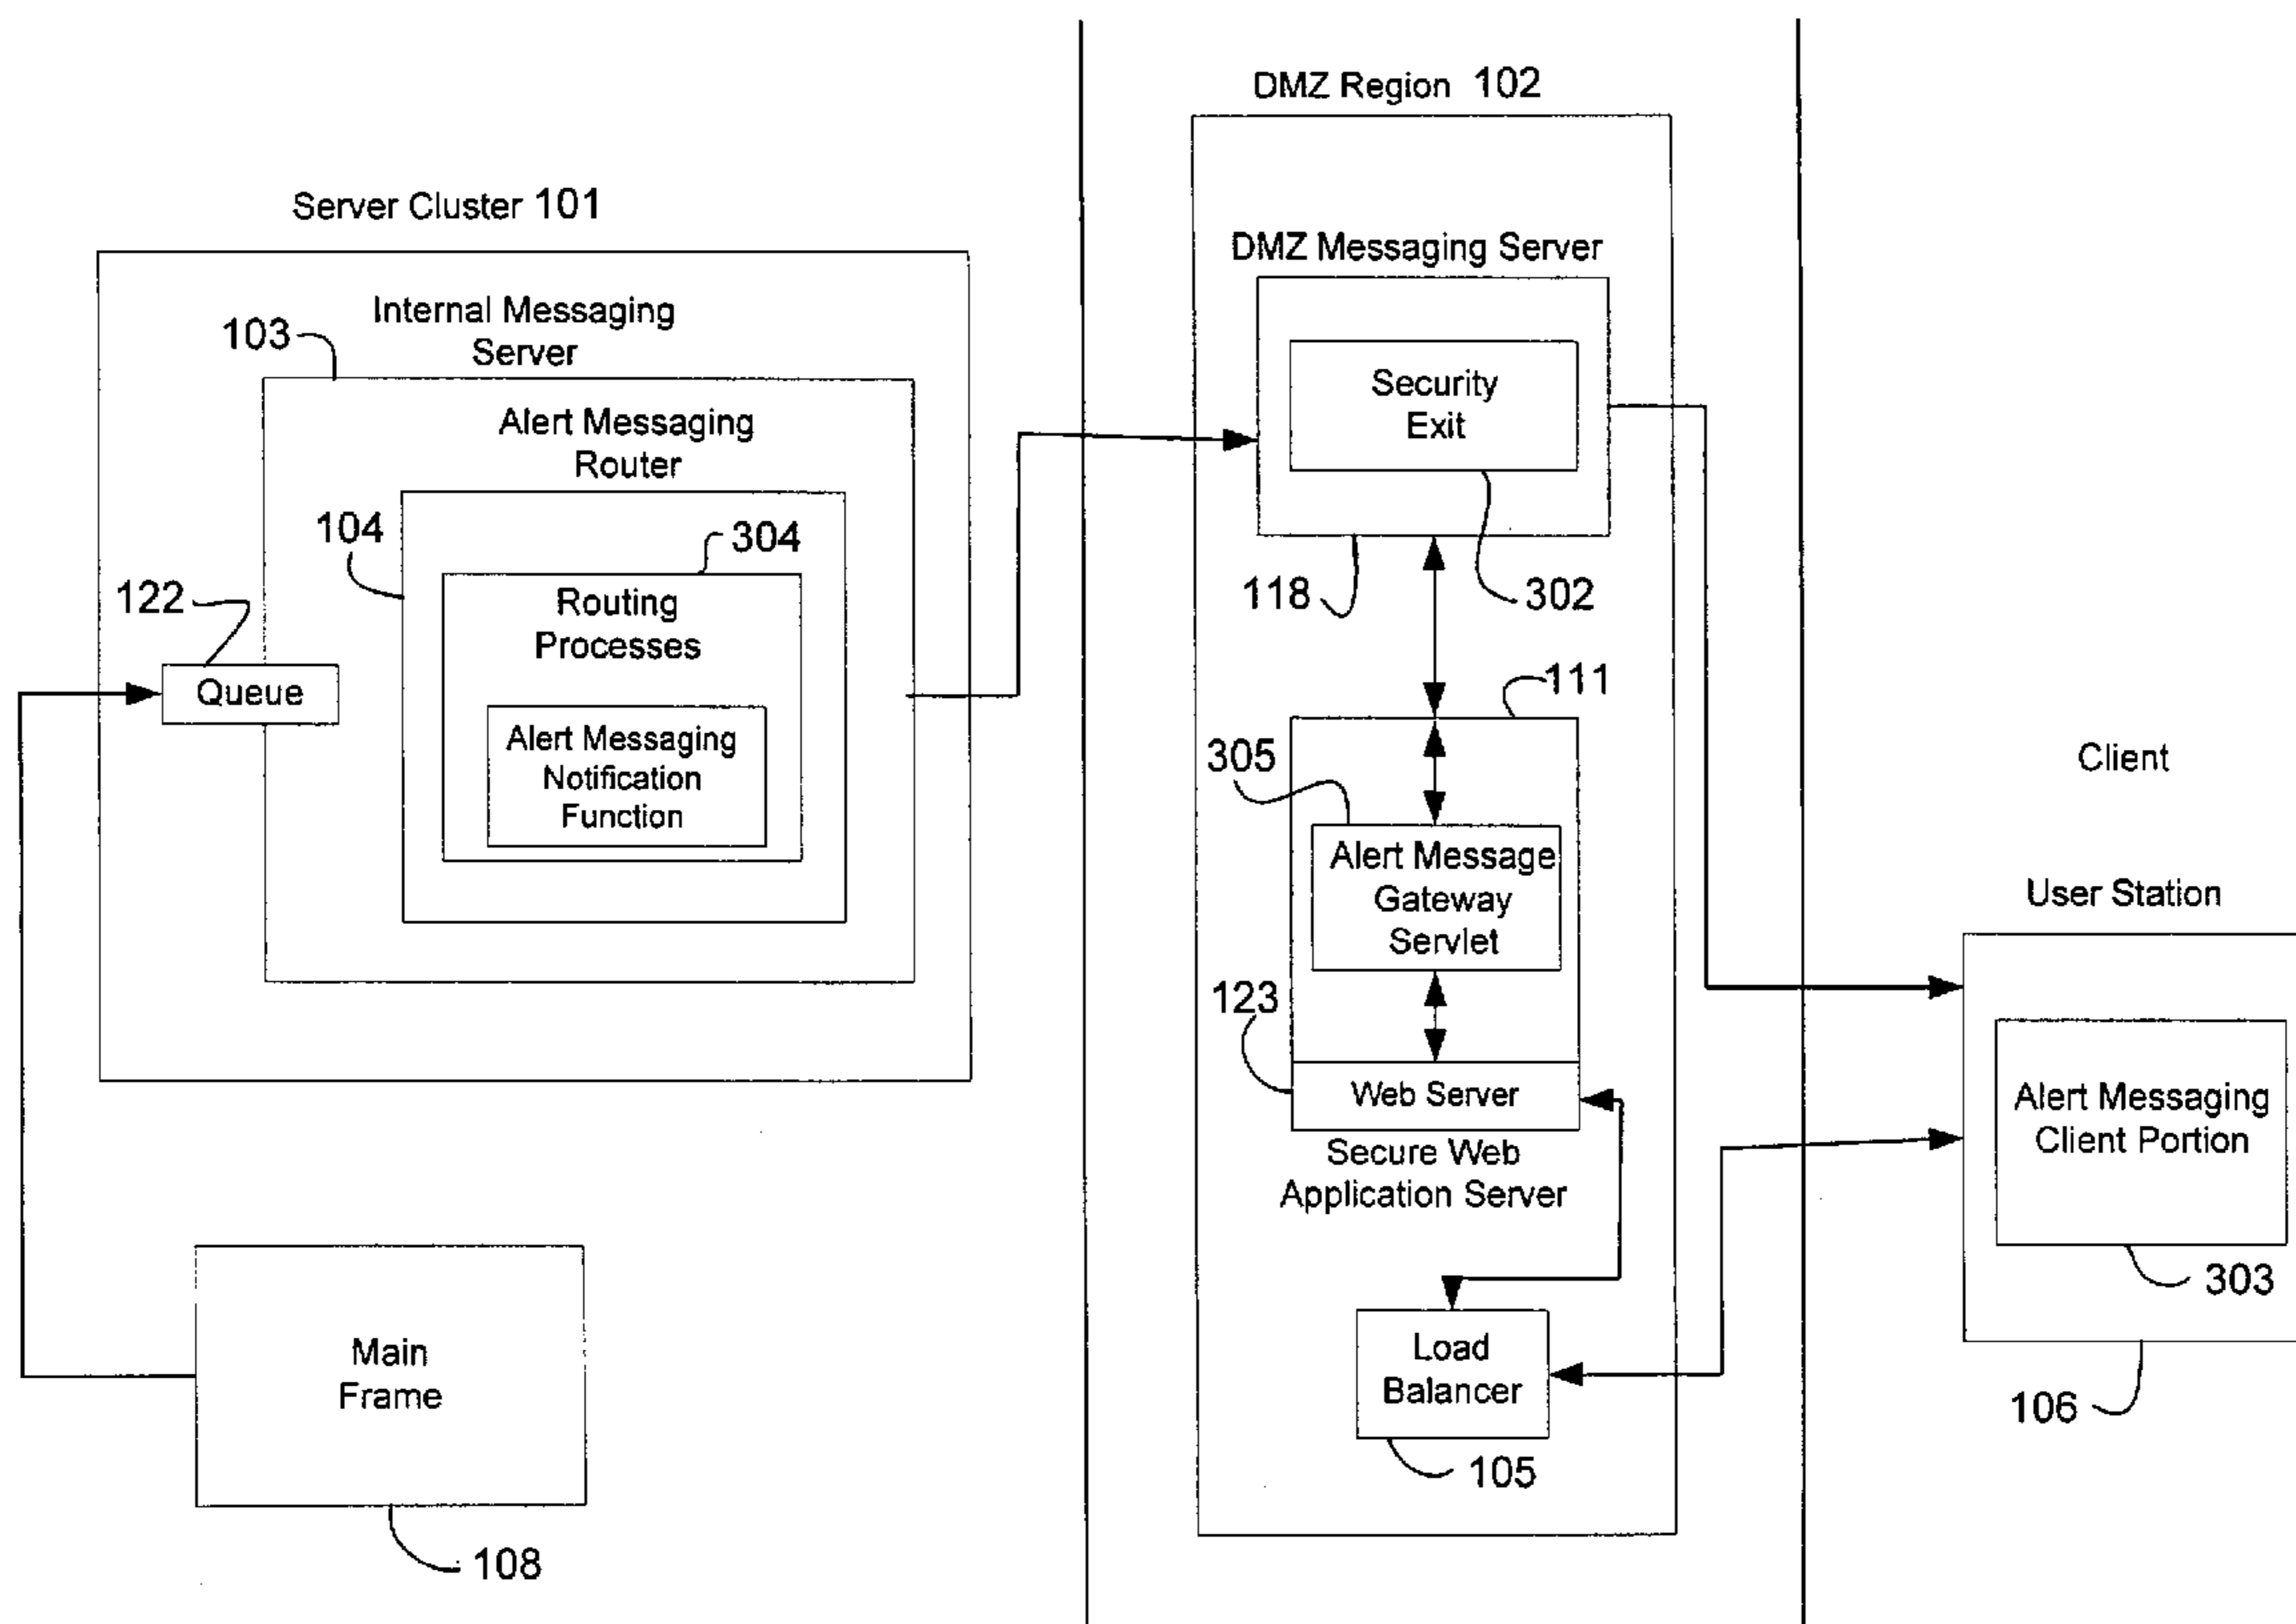 Server Cluster 101
Internal Messaging
Server
103
Alert Messaging
Router
104
304
Routing
Processes
122
Queue
Alert Messaging
Notification
Function
Main
Frame
108
DMZ Region 102
DMZ Messaging Server
Security
Exit
118
302
111
305
Alert Message
Gateway
Servlet
123
Web Server
Secure Web
Application Server
Load
Balancer
105
Client
User Station
Alert Messaging
Client Portion
303
106